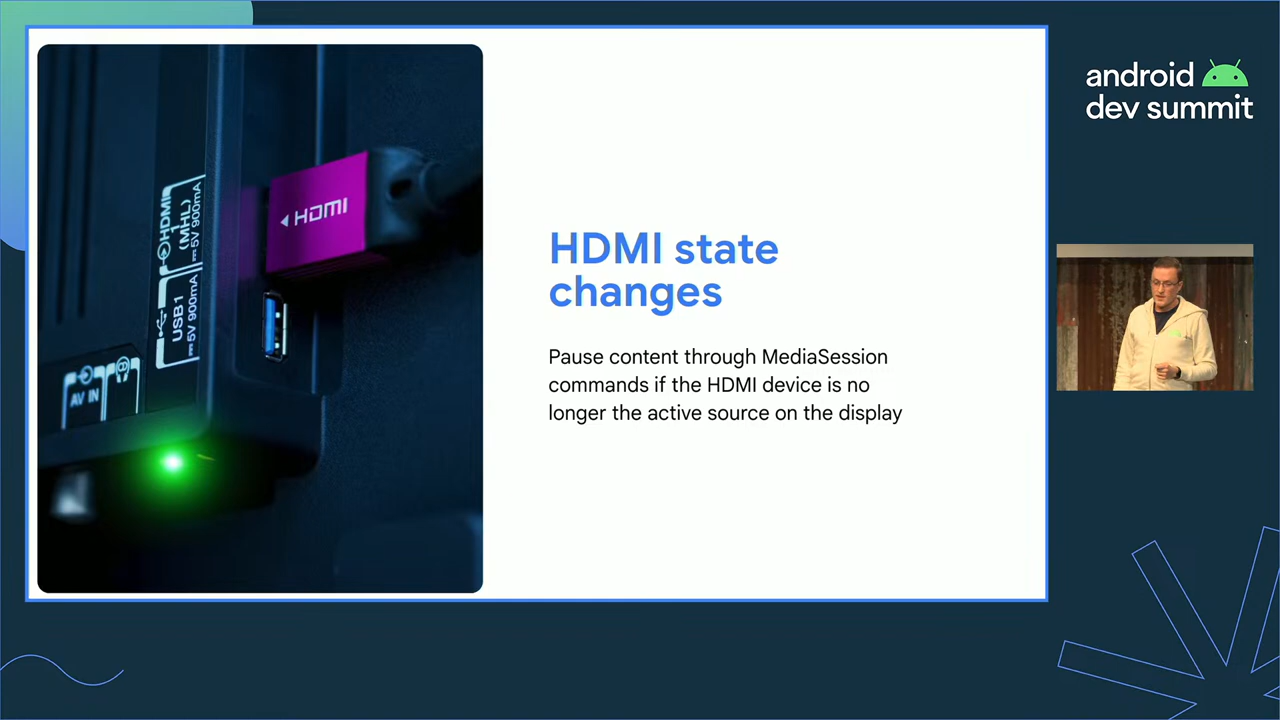 android
dev summit
HDMI state
changes
Pause content through MediaSession
commands if the HDMI device is no
longer the active source on the display
HDMI
HDMI
1
(MHL)
5V 900mA
USB1
5V 900mA
AV IN